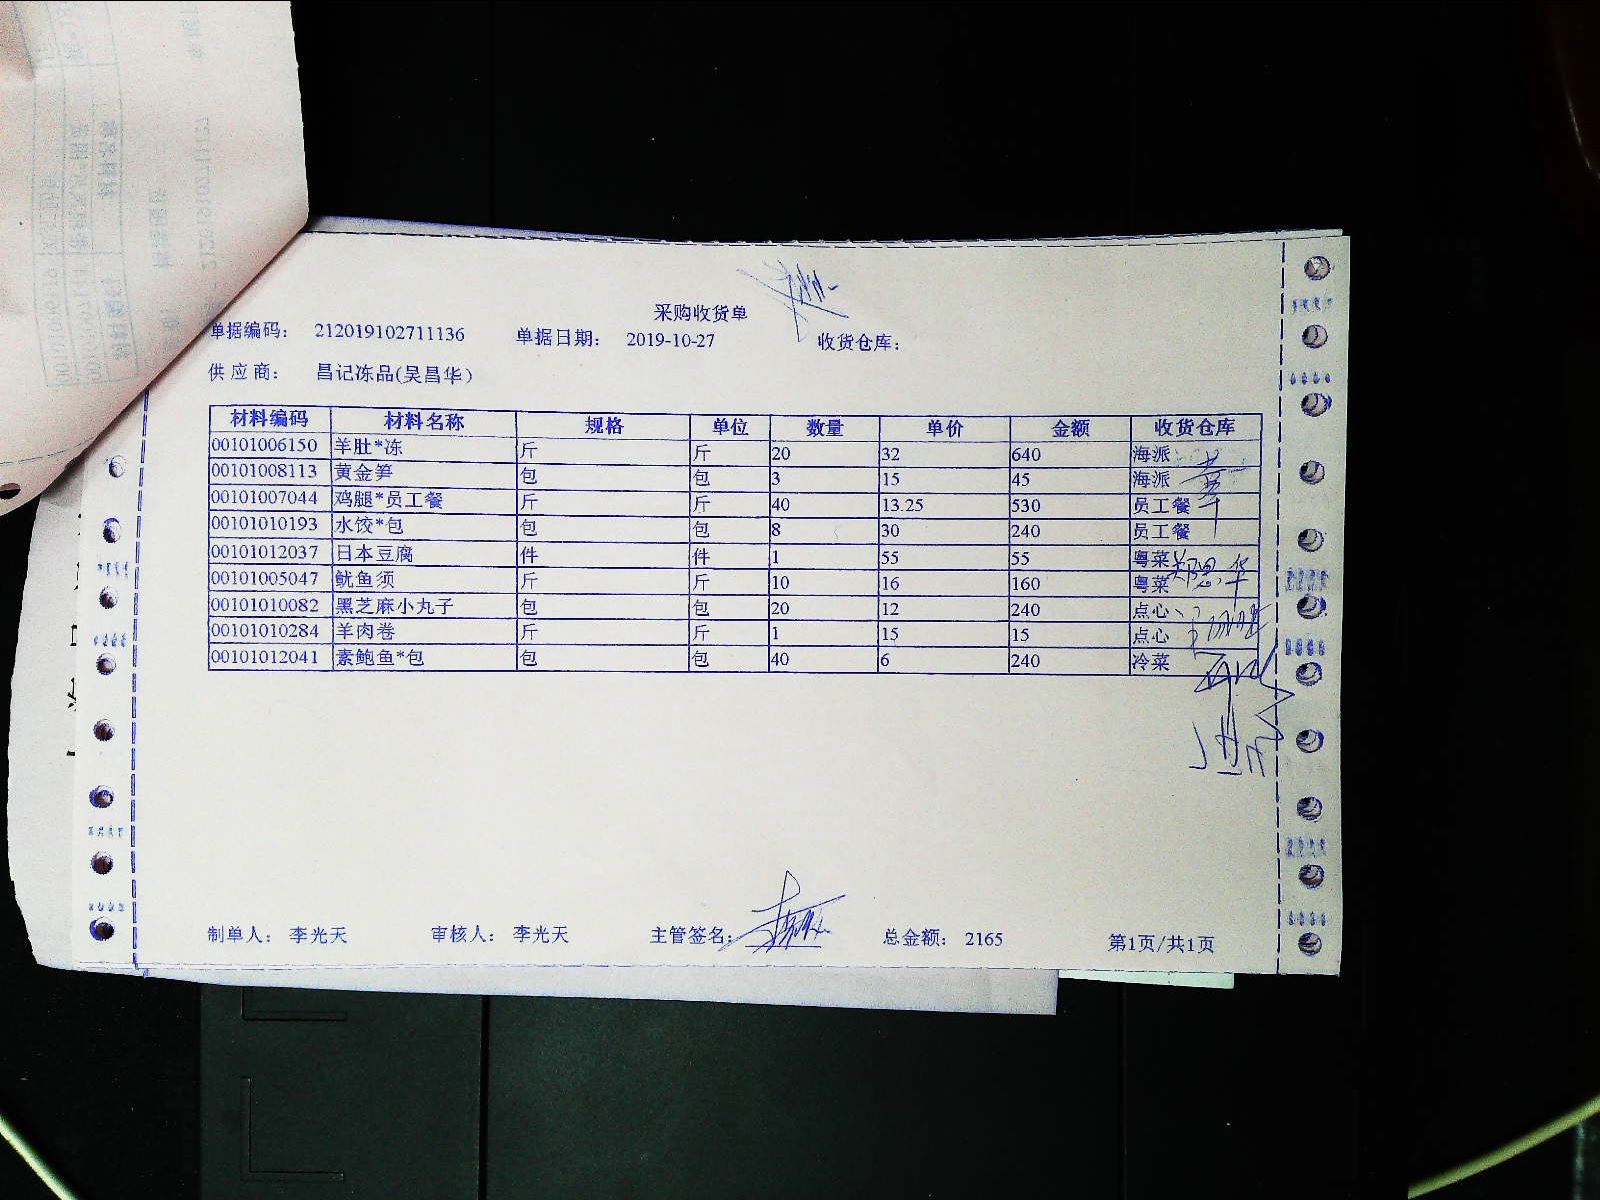 采购收货单
单据编码： 212019102711136 单据日期： 2019-10-27 收货仓库：
供应商： 昌记冻品(吴昌华)
材料编码 材料名称 规格 单位 数量 单价 金额 收货仓库
00101006150 羊肚*冻 斤 斤 20 32 640 海派
00101008113 黄金笋 包 包 3 15 45 海派
00101007044 鸡腿*员工餐 斤 斤 40 13.25 530 员工餐
00101010193 水饺*包 包 包 8 30 240 员工餐
00101012037 日本豆腐 件 件 1 55 55 粤菜
00101005047 鱿鱼须 斤 斤 10 16 160 粤菜
00101010082 黑芝麻小丸子 包 包 20 12 240 点心
00101010284 羊肉卷 斤 斤 1 15 15 点心
00101012041 素鲍鱼*包 包 包 40 6 240 冷菜
制单人： 李光天 审核人： 李光天 主管签名： 总金额： 2165 第1页/共1页